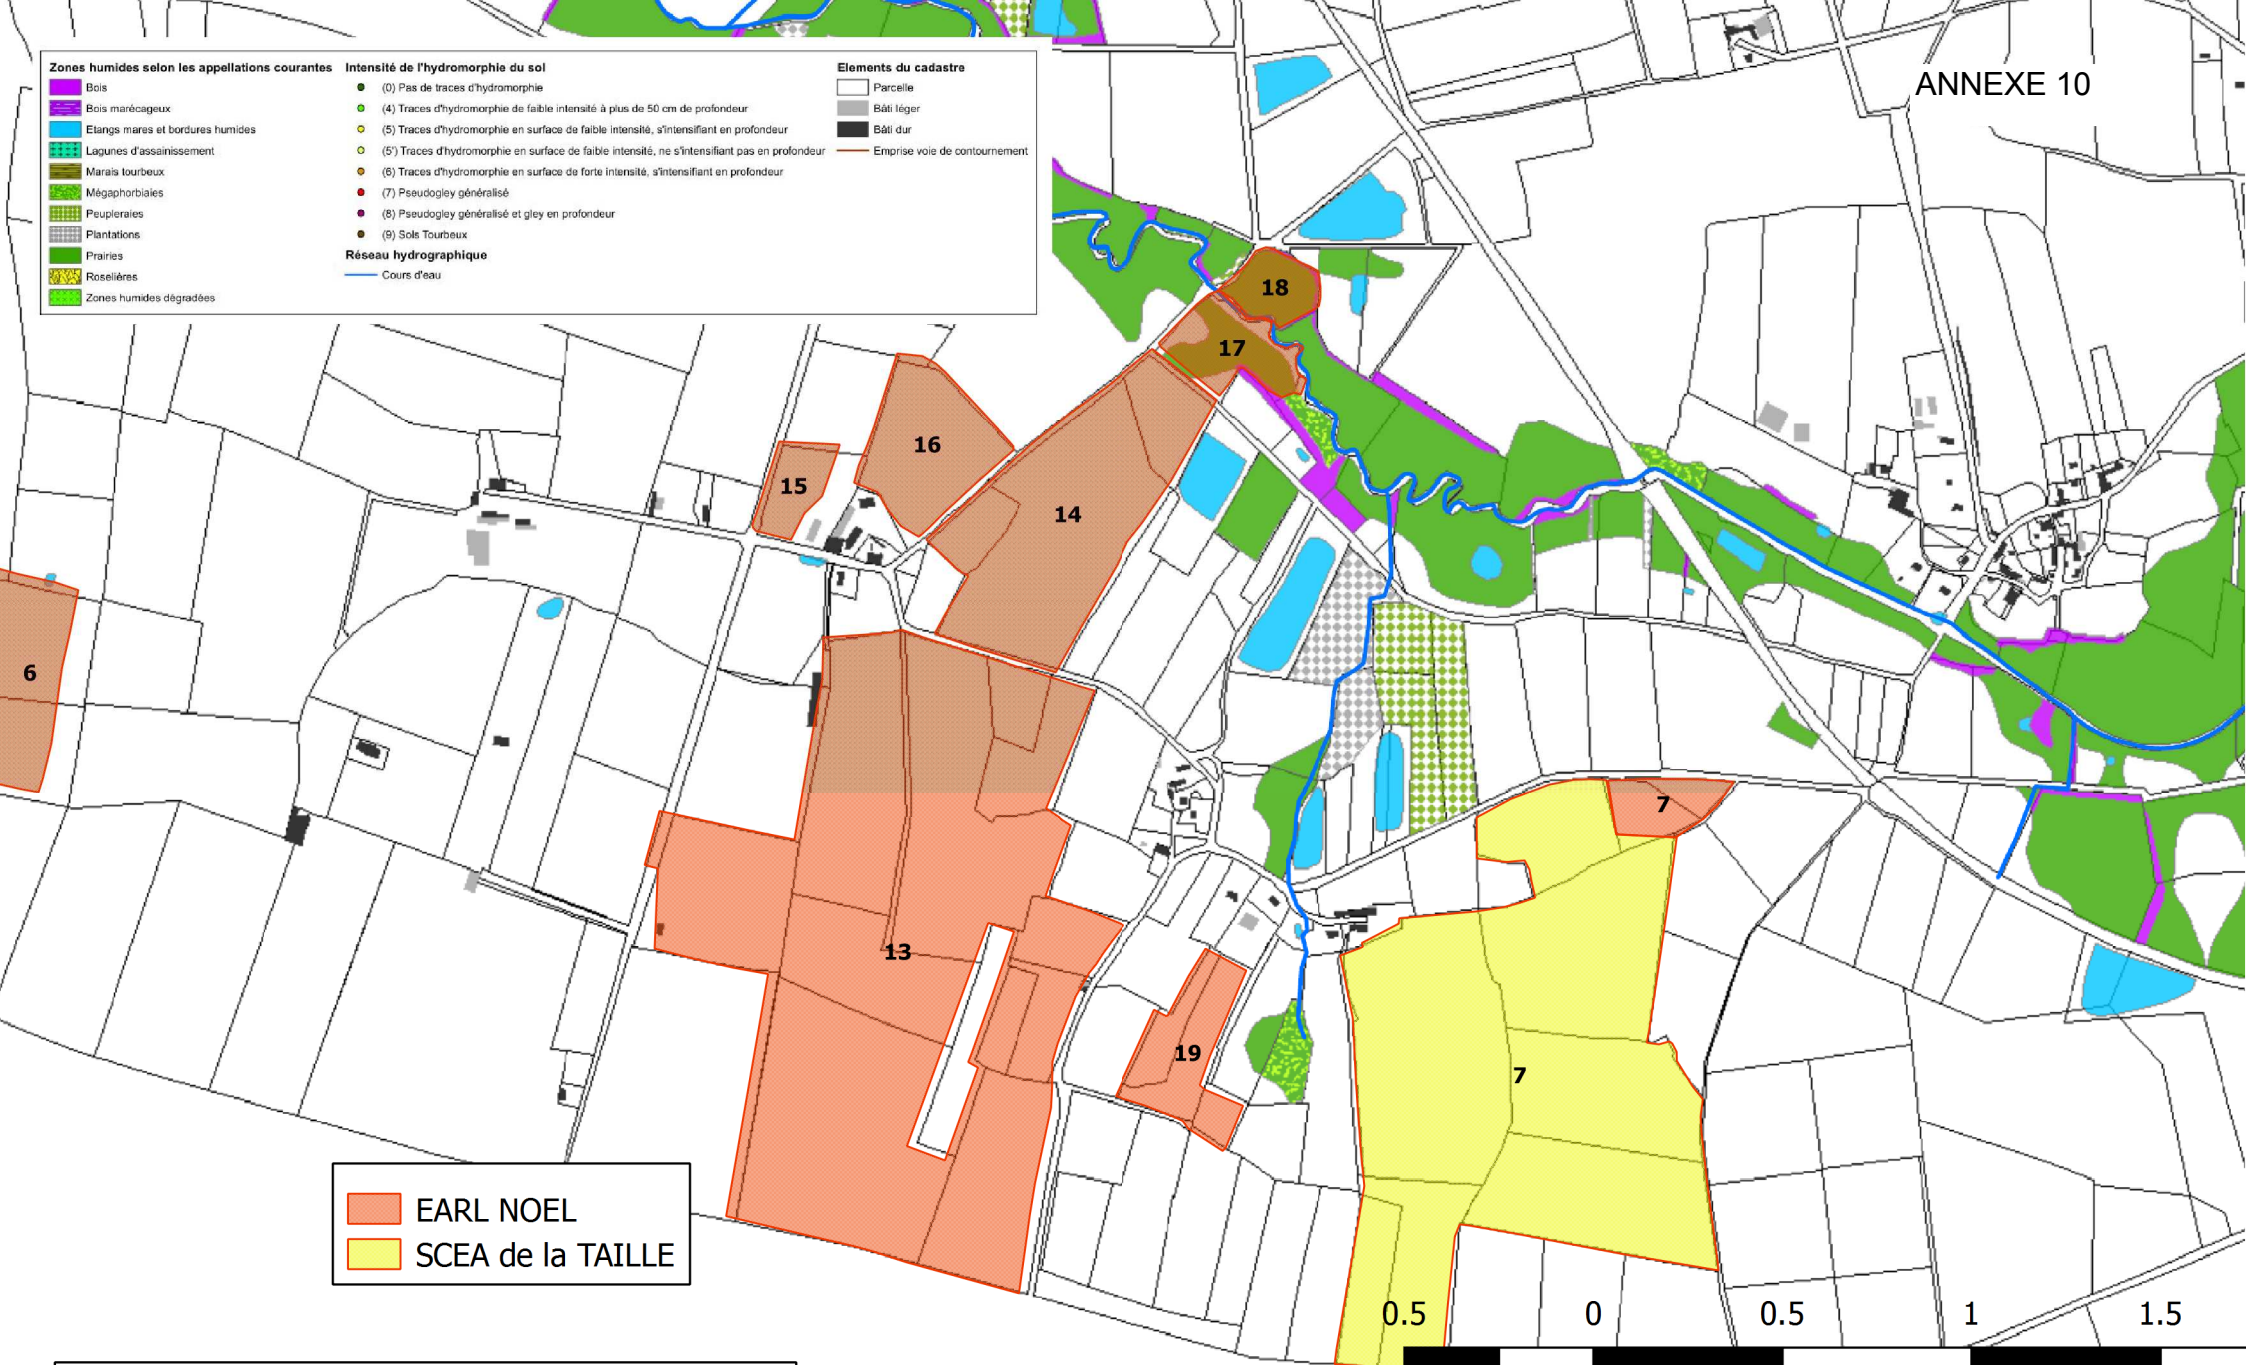 ANNEXE 10
Zones humides selon les appellations courantes
Bois
Bois marécageux
Etangs mares et bordures humides
Lagunes d'assainissement
Marais tourbeux
Mégaphorbiaies
Peupleraies
Plantations
Prairies
Roselières
Zones humides dégradées
Intensité de l'hydromorphie du sol
(0) Pas de traces d'hydromorphie
(4) Traces d'hydromorphie de faible intensité à plus de 50 cm de profondeur
(5) Traces d'hydromorphie en surface de faible intensité, s'intensifiant en profondeur
(5') Traces d'hydromorphie en surface de faible intensité, ne s'intensifiant pas en profondeur
(6) Traces d'hydromorphie en surface de forte intensité, s'intensifiant en profondeur
(7) Pseudogley généralisé
(8) Pseudogley généralisé et gley en profondeur
(9) Sols Tourbeux
Réseau hydrographique
Cours d'eau
Elements du cadastre
Parcelle
Bâti léger
Bâti dur
Emprise voie de contournement
18
17
16
15
14
6
7
13
19
7
EARL NOEL
SCEA de la TAILLE
0.5 0 0.5 1 1.5